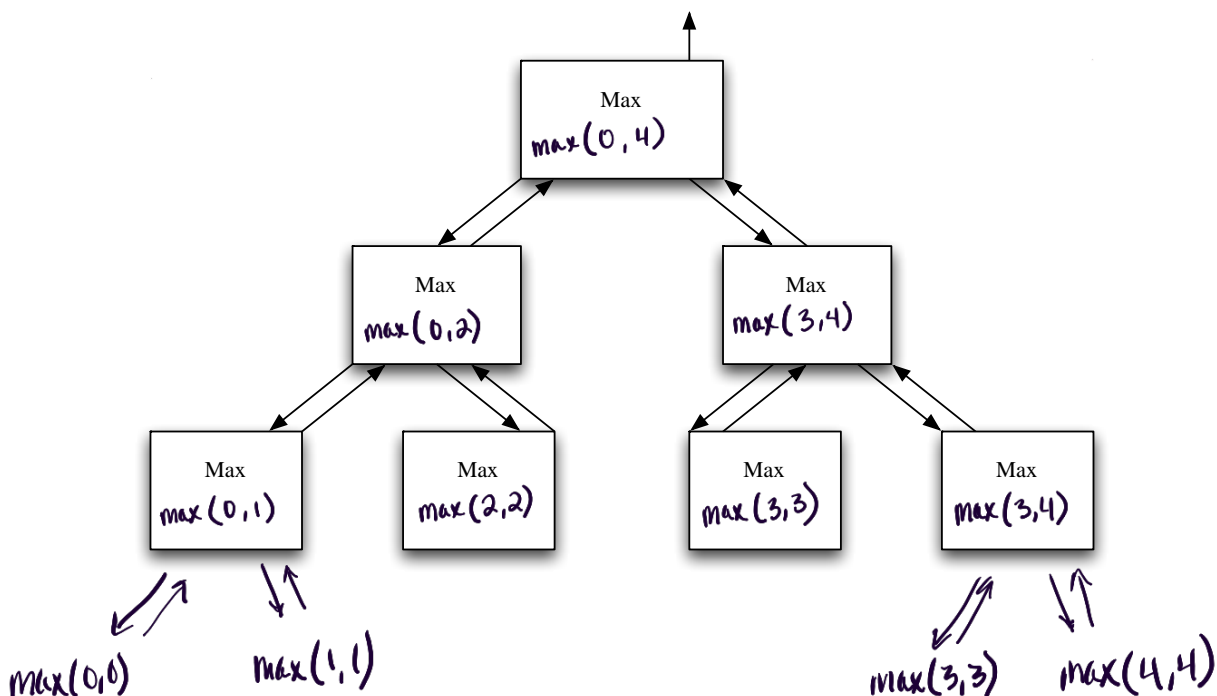 Max
max(0,4)
Max
max(0,2)
Max
max(3,4)
Max
max(0,1)
Max
max(2,2)
Max
max(3,3)
Max
max(3,4)
max(0,0)
max(1,1)
max(3,3)
max(4,4)